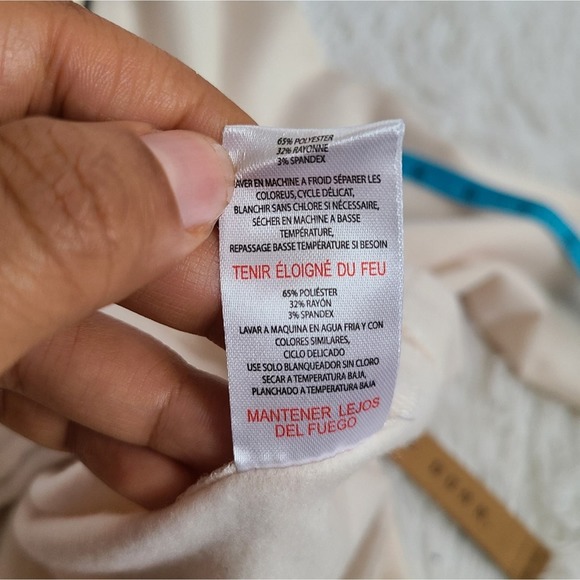 65% POLYESTER
32% RAYONNE
3% SPANDEX
LAVER EN MACHINE A FROID SÉPARER LES
COLOREUS, CYCLE DÉLICAT,
BLANCHIR SANS CHLORE SI NÉCESSAIRE,
SÉCHER EN MACHINE A BASSE
TEMPÉRATURE,
REPASSAGE BASSE TEMPÉRATURE SI BESOIN
TENIR ÉLOIGNÉ DU FEU
65% POLIÉSTER
32% RAYÓN
3% SPANDEX
LAVAR A MAQUINA EN AGUA FRIA Y CON
COLORES SIMILARES,
CICLO DELICADO
USE SOLO BLANQUEADOR SIN CLORO
SECAR A TEMPERATURA BAJA,
PLANCHADO A TEMPERATURA BAJA
MANTENER LEJOS
DEL FUEGO